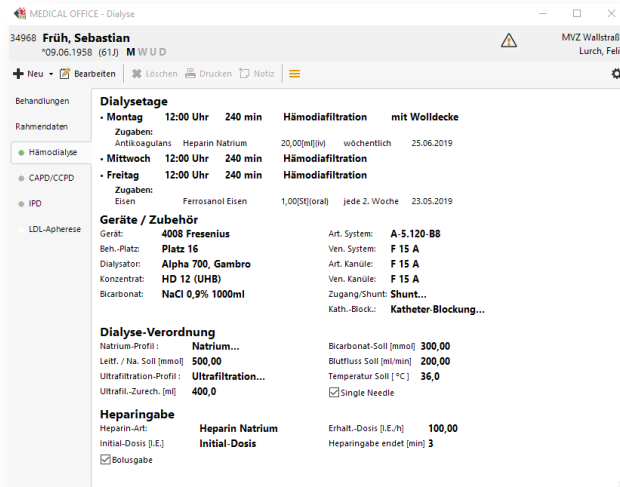 MEDICAL OFFICE - Dialyse
34968 Früh, Sebastian
*09.06.1958 (61J) M W U D
MVZ Wallstraß
Lurch, Feli
Neu Bearbeiten Löschen Drucken Notiz
Behandlungen
Rahmendaten
Hämodialyse
CAPD/CCPD
IPD
LDL-Apherese
Dialysetage
- Montag 12:00 Uhr 240 min Hämodiafiltration mit Wolldecke
Zugaben:
Antikoagulans Heparin Natrium 20,00[ml](iv) wöchentlich 25.06.2019
- Mittwoch 12:00 Uhr 240 min Hämodiafiltration
- Freitag 12:00 Uhr 240 min Hämodiafiltration
Zugaben:
Eisen Ferrosanol Eisen 1,00[St](oral) jede 2. Woche 23.05.2019
Geräte / Zubehör
Gerät: 4008 Fresenius Art. System: A-5.120-B8
Beh.-Platz: Platz 16 Ven. System: F 15 A
Dialysator: Alpha 700, Gambro Art. Kanüle: F 15 A
Konzentrat: HD 12 (UHB) Ven. Kanüle: F 15 A
Bicarbonat: NaCl 0,9% 1000ml Zugang/Shunt: Shunt...
Kath.-Block.: Katheter-Blockung...
Dialyse-Verordnung
Natrium-Profil : Natrium... Bicarbonat-Soll [mmol] 300,00
Leitf. / Na. Soll [mmol] 500,00 Blutfluss Soll [ml/min] 200,00
Ultrafiltration-Profil : Ultrafiltration... Temperatur Soll [ °C ] 36,0
Ultrafil.-Zurech. [ml] 400,0 Single Needle
Heparingabe
Heparin-Art: Heparin Natrium Erhalt.-Dosis [I.E./h] 100,00
Initial-Dosis [I.E.] Initial-Dosis Heparingabe endet [min] 3
Bolusgabe